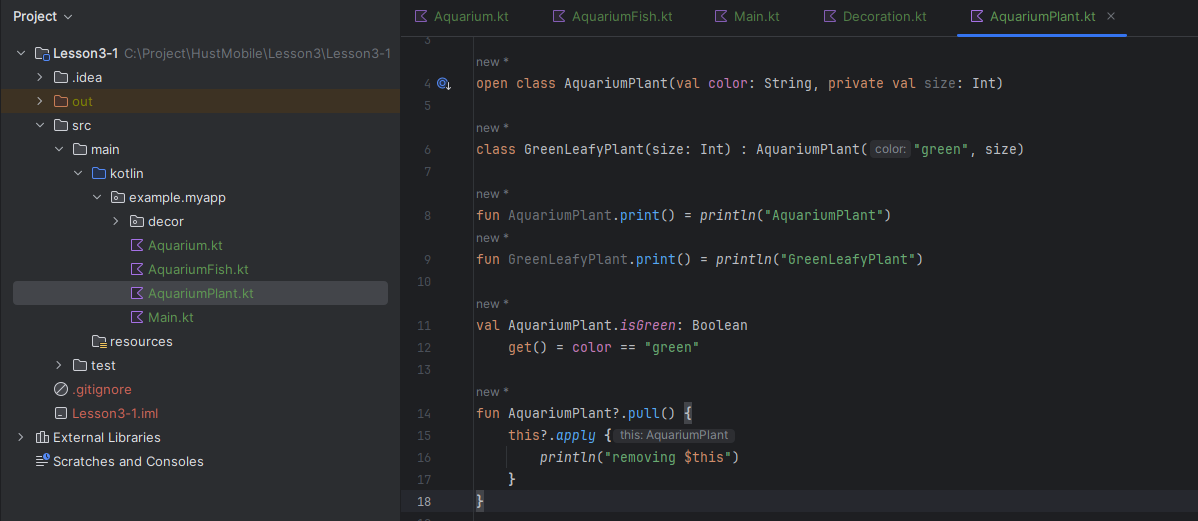 Project
Lesson3-1 C:\Project\HustMobile\Lesson3\Lesson3-1
.idea
out
src
main
kotlin
example.myapp
decor
Aquarium.kt
AquariumFish.kt
AquariumPlant.kt
Main.kt
resources
test
.gitignore
Lesson3-1.iml
External Libraries
Scratches and Consoles
Aquarium.kt AquariumFish.kt Main.kt Decoration.kt AquariumPlant.kt
3
new *
4 open class AquariumPlant(val color: String, private val size: Int)
5
new *
6 class GreenLeafyPlant(size: Int) : AquariumPlant( color: "green", size)
7
new *
8 fun AquariumPlant.print() = println("AquariumPlant")
new *
9 fun GreenLeafyPlant.print() = println("GreenLeafyPlant")
10
new *
11 val AquariumPlant.isGreen: Boolean
12 get() = color == "green"
13
new *
14 fun AquariumPlant?.pull() {
15 this?.apply { this: AquariumPlant
16 println("removing $this")
17 }
18 }